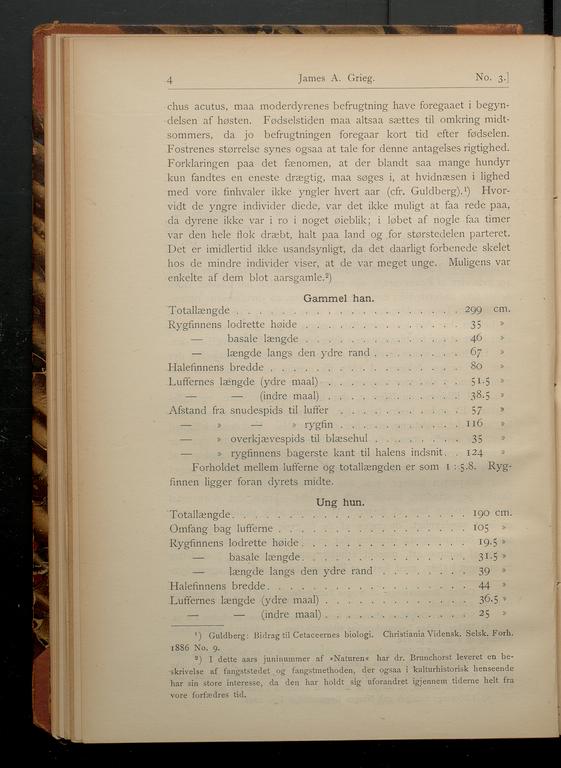 4 James A. Grieg. No. 3.]
chus acutus, maa moderdyrenes befrugtning have foregaaet i begyn-
delsen af høsten. Fødselstiden maa altsaa sættes til omkring midt-
sommers, da jo befrugtningen foregaar kort tid efter fødselen.
Fostrenes størrelse synes ogsaa at tale for denne antagelses rigtighed.
Forklaringen paa det fænomen, at der blandt saa mange hundyr
kun fandtes en eneste drægtig, maa søges i, at hvidnæsen i lighed
med vore finhvaler ikke yngler hvert aar (cfr. Guldberg).¹) Hvor-
vidt de yngre individer diede, var det ikke muligt at faa rede paa,
da dyrene ikke var i ro i noget øieblik; i løbet af nogle faa timer
var den hele flok dræbt, halt paa land og for størstedelen parteret.
Det er imidlertid ikke usandsynligt, da det daarligt forbenede skelet
hos de mindre individer viser, at de var meget unge. Muligens var
enkelte af dem blot aarsgamle.²)
Gammel han.
Totallængde . . . . . . . . . . . . . . . . 299 cm.
Rygfinnens lodrette høide . . . . . . . . . . . 35 »
— basale længde . . . . . . . . . . . 46 »
— længde langs den ydre rand . . . . . . . 67 »
Halefinnens bredde . . . . . . . . . . . . . 80 »
Luffernes længde (ydre maal) . . . . . . . . . . 51.5 »
— — (indre maal) . . . . . . . . . . 38.5 »
Afstand fra snudespids til luffer . . . . . . . . . 57 »
— » — » rygfin . . . . . . . . . 116 »
— » overkjævespids til blæsehul . . . . . . . 35 »
— » rygfinnens bagerste kant til halens indsnit . . 124 »
Forholdet mellem lufferne og totallængden er som 1 : 5.8. Ryg-
finnen ligger foran dyrets midte.
Ung hun.
Totallængde . . . . . . . . . . . . . . . . 190 cm.
Omfang bag lufferne . . . . . . . . . . . . . 105 »
Rygfinnens lodrette høide . . . . . . . . . . . 19.5 »
— basale længde . . . . . . . . . . . 31.5 »
— længde langs den ydre rand . . . . . . . 39 »
Halefinnens bredde . . . . . . . . . . . . . 44 »
Luffernes længde (ydre maal) . . . . . . . . . . 36.5 »
— — (indre maal) . . . . . . . . . . 25 »
¹) Guldberg: Bidrag til Cetaceernes biologi. Christiania Vidensk. Selsk. Forh.
1886 No. 9.
²) I dette aars juninummer af »Naturen« har dr. Brunchorst leveret en be-
skrivelse af fangststedet og fangstmethoden, der ogsaa i kulturhistorisk henseende
har sin store interesse, da den har holdt sig uforandret igjennem tiderne helt fra
vore forfædres tid.